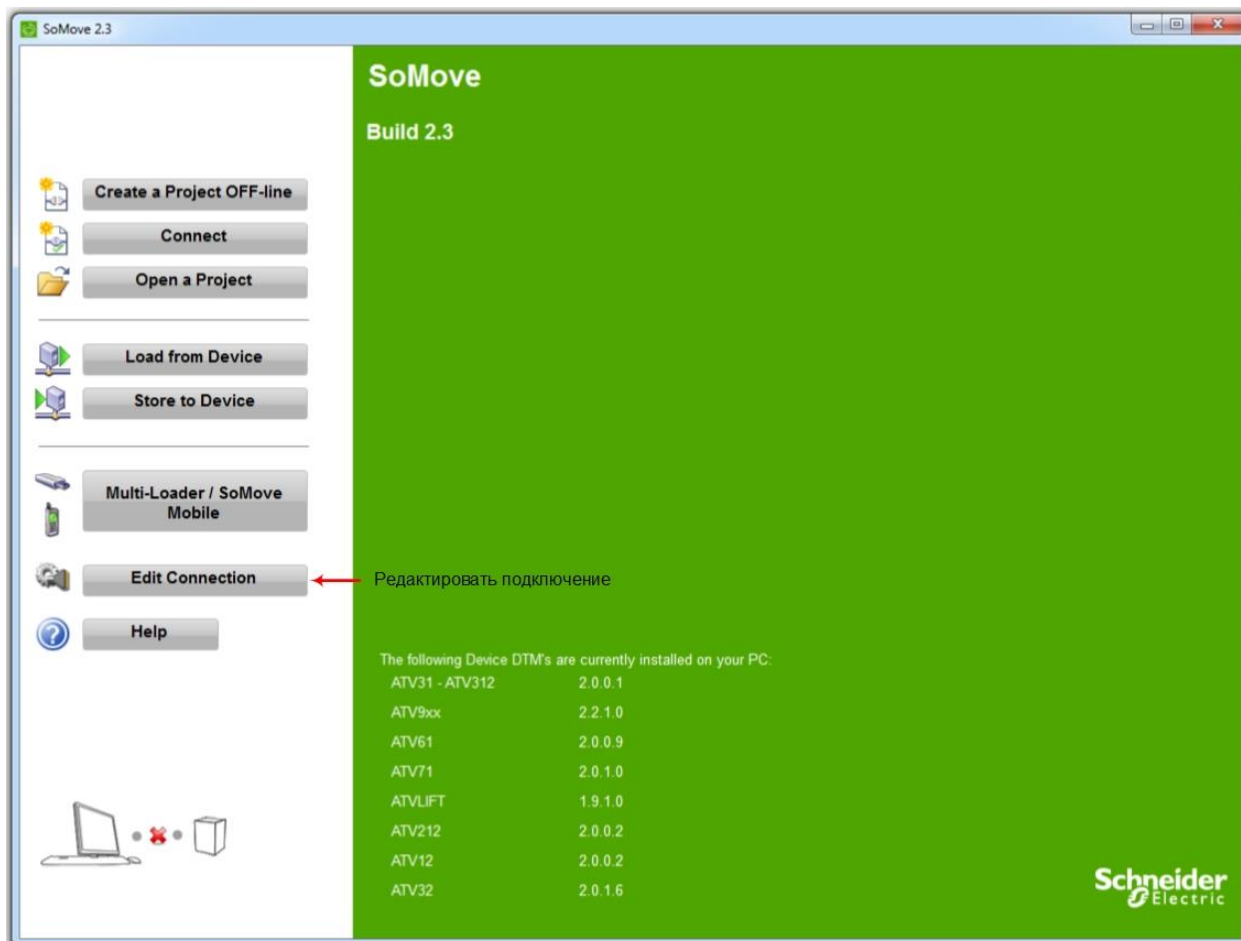 SoMove 2.3
SoMove
Build 2.3
Create a Project OFF-line
Connect
Open a Project
Load from Device
Store to Device
Multi-Loader / SoMove
Mobile
Edit Connection
Редактировать подключение
Help
The following Device DTM's are currently installed on your PC:
ATV31 - ATV312 2.0.0.1
ATV9xx 2.2.1.0
ATV61 2.0.0.9
ATV71 2.0.1.0
ATVLIFT 1.9.1.0
ATV212 2.0.0.2
ATV12 2.0.0.2
ATV32 2.0.1.6
Schneider
Electric